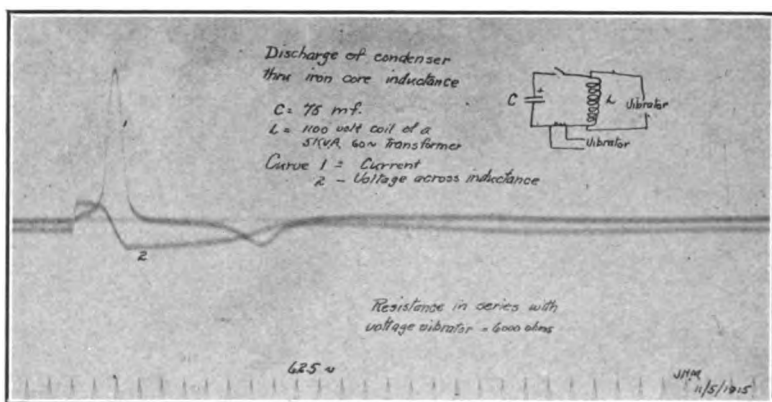 Discharge of condenser
thru iron core inductance
C = 75 mf.
L = 1100 volt coil of a
5KVA 60~ Transformer
Curve 1 = Current
2 - Voltage across inductance
C
+
L
Vibrator
Vibrator
1
2
Resistance in series with
voltage vibrator = 6000 ohms
625 ~
J.H.M.
11/5/1915